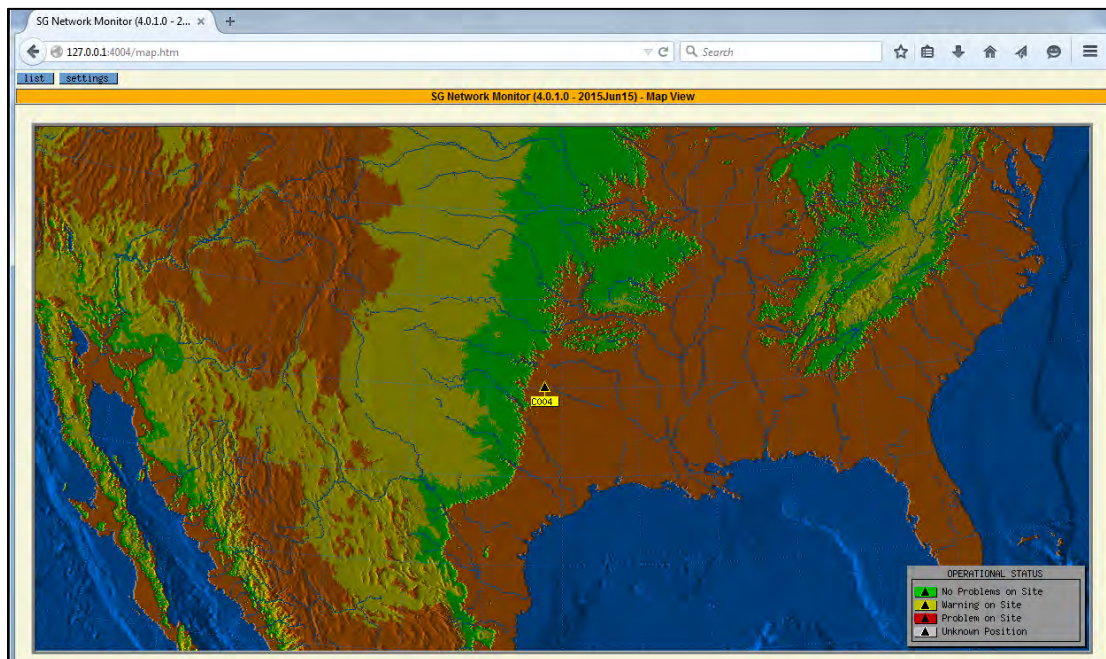 SG Network Monitor (4.0.1.0 - 2... × +
127.0.0.1:4004/map.htm
Search
list settings
SG Network Monitor (4.0.1.0 - 2015Jun15) - Map View
C004
OPERATIONAL STATUS
No Problems on Site
Warning on Site
Problem on Site
Unknown Position